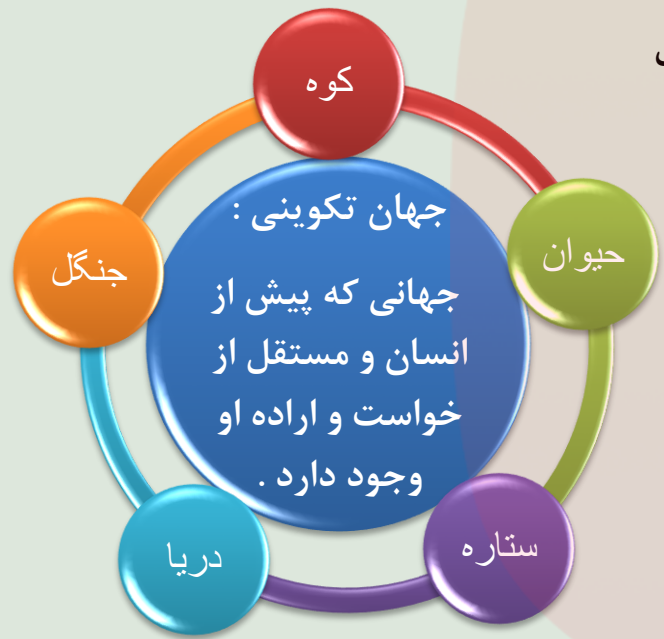 کوه
حیوان
جنگل
جهان تکوینی :
جهانی که پیش از
انسان و مستقل از
خواست و اراده او
وجود دارد .
ستاره
دریا